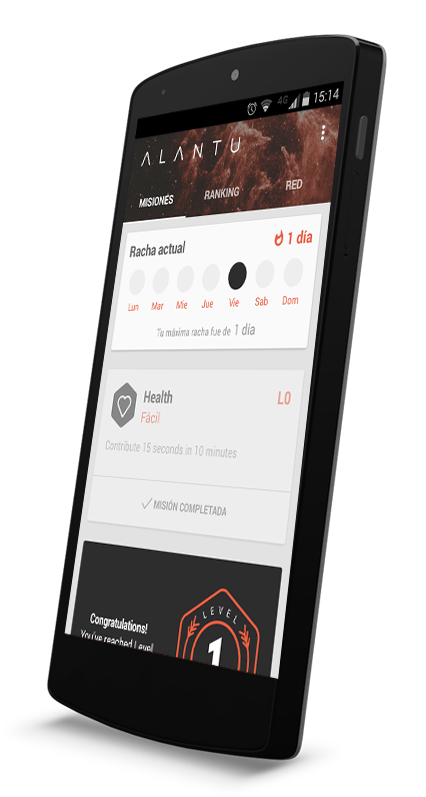 4G 15:14
ALANTU
MISIONES RANKING RED
Racha actual 1 día
Lun Mar Mie Jue Vie Sab Dom
Tu máxima racha fue de 1 día
Health L0
Fácil
Contribute 15 seconds in 10 minutes
MISIÓN COMPLETADA
LEVEL
Congratulations!
You've reached Level
1